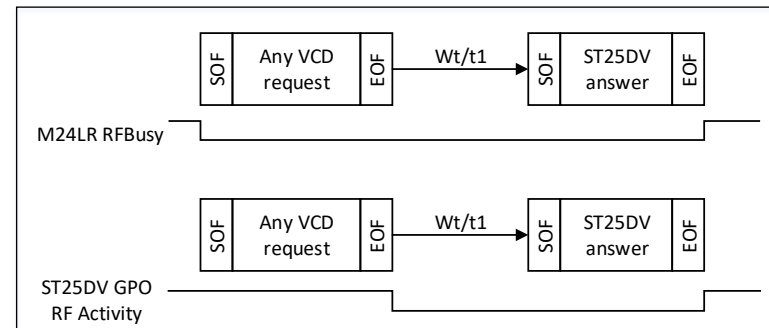 SOF
Any VCD
request
EOF
Wt/t1
SOF
ST25DV
answer
EOF
M24LR RFBusy
SOF
Any VCD
request
EOF
Wt/t1
SOF
ST25DV
answer
EOF
ST25DV GPO
RF Activity